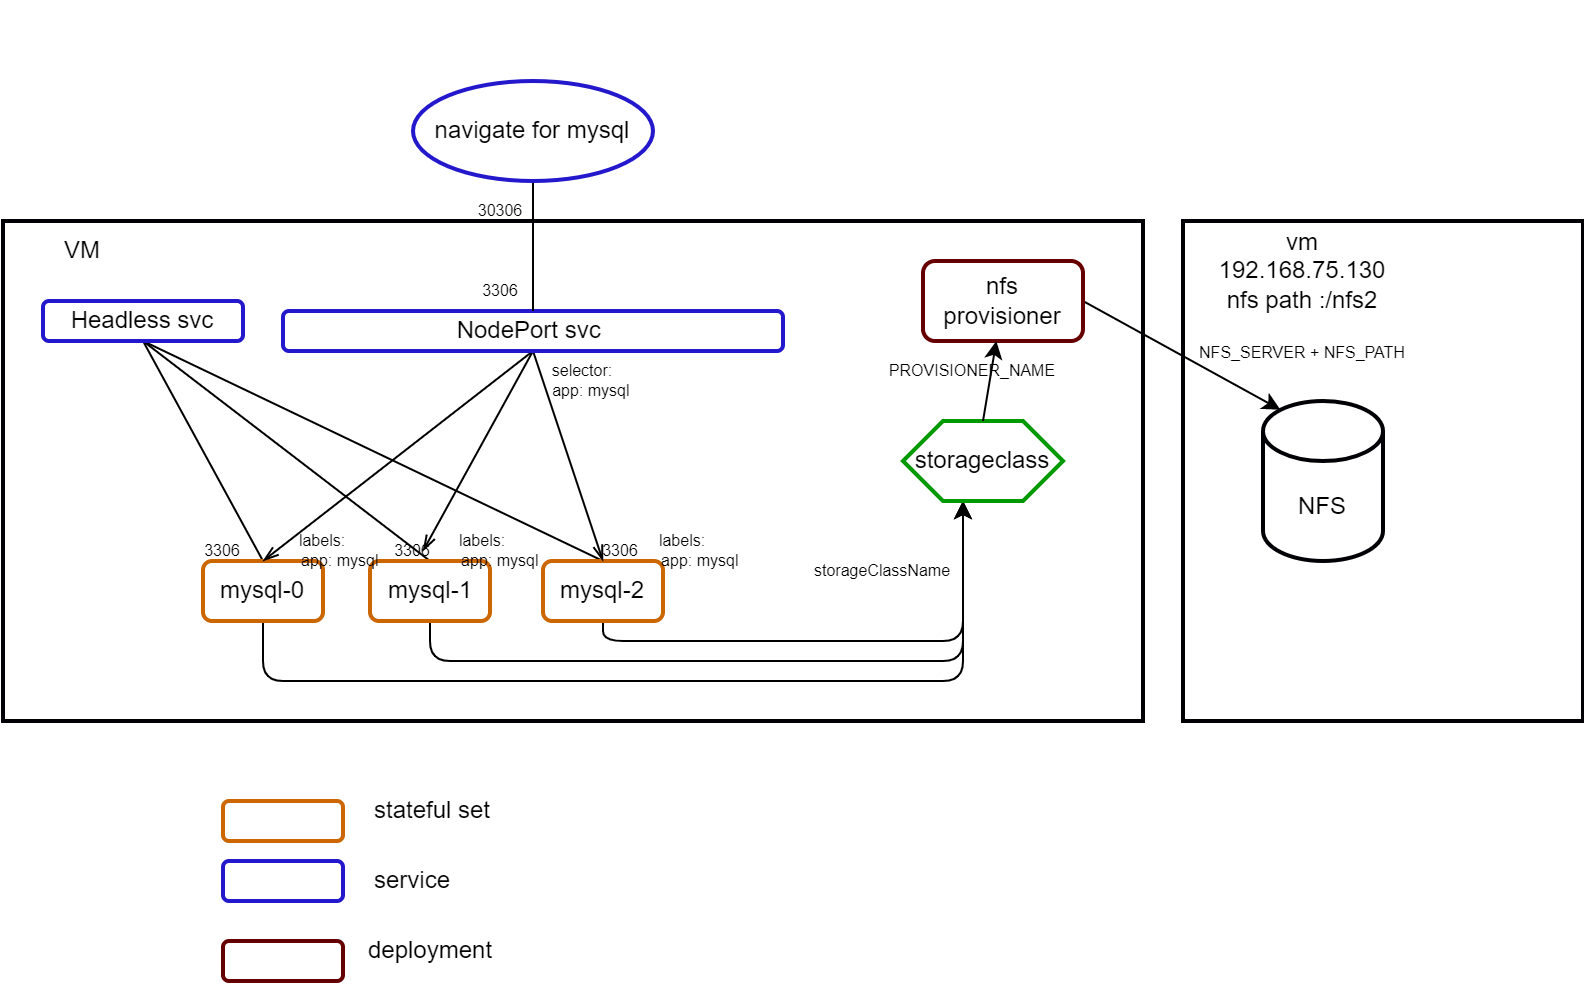 navigate for mysql
30306
VM
3306
Headless svc
NodePort svc
selector:
app: mysql
nfs
provisioner
PROVISIONER_NAME
storageclass
storageClassName
3306
labels:
app: mysql
3306
labels:
app: mysql
3306
labels:
app: mysql
mysql-0
mysql-1
mysql-2
vm
192.168.75.130
nfs path :/nfs2
NFS_SERVER + NFS_PATH
NFS
stateful set
service
deployment